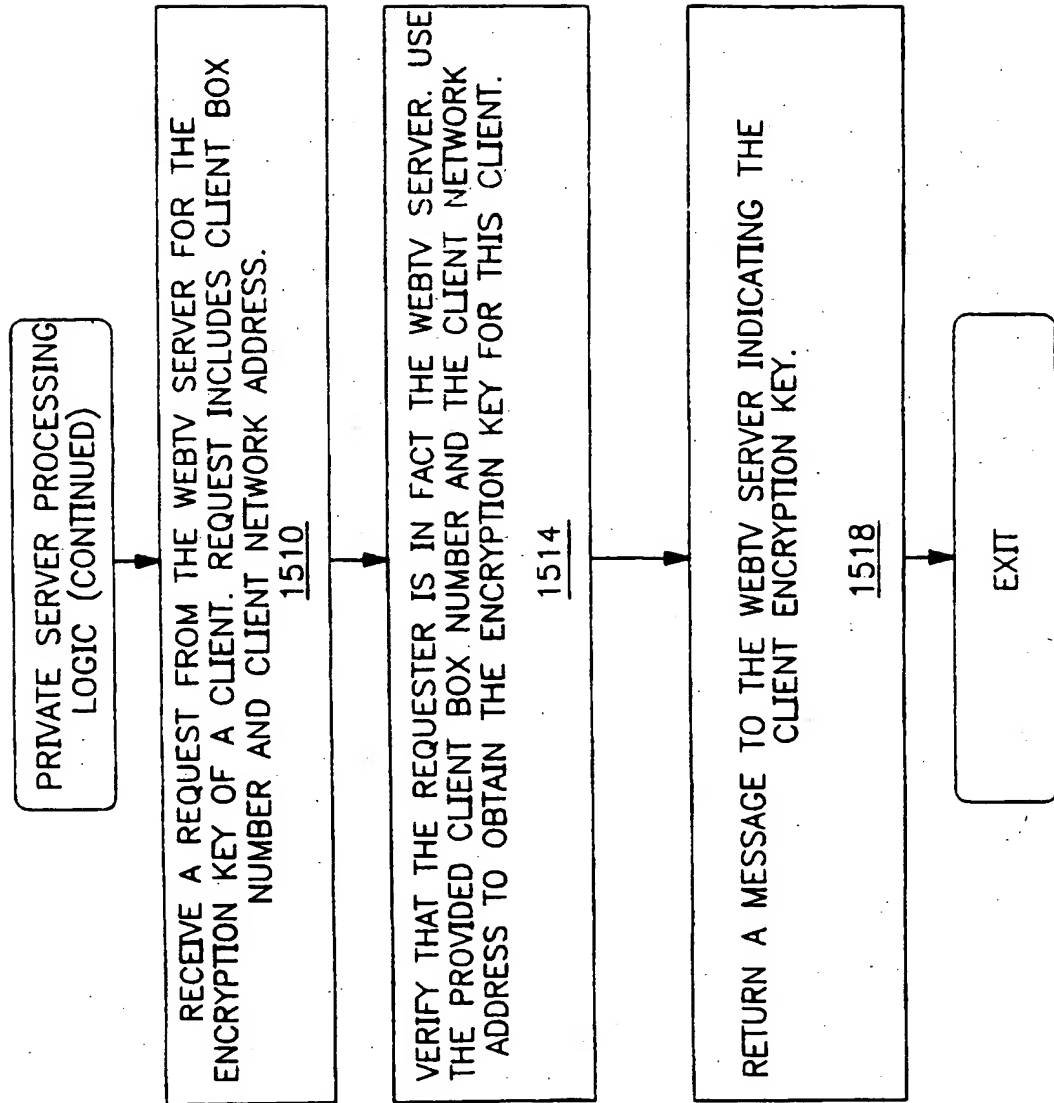 PRIVATE SERVER PROCESSING
LOGIC (CONTINUED)
RECEIVE A REQUEST FROM THE WEBTV SERVER FOR THE
ENCRYPTION KEY OF A CLIENT. REQUEST INCLUDES CLIENT BOX
NUMBER AND CLIENT NETWORK ADDRESS.
1510
VERIFY THAT THE REQUESTER IS IN FACT THE WEBTV SERVER. USE
THE PROVIDED CLIENT BOX NUMBER AND THE CLIENT NETWORK
ADDRESS TO OBTAIN THE ENCRYPTION KEY FOR THIS CLIENT.
1514
RETURN A MESSAGE TO THE WEBTV SERVER INDICATING THE
CLIENT ENCRYPTION KEY.
1518
EXIT